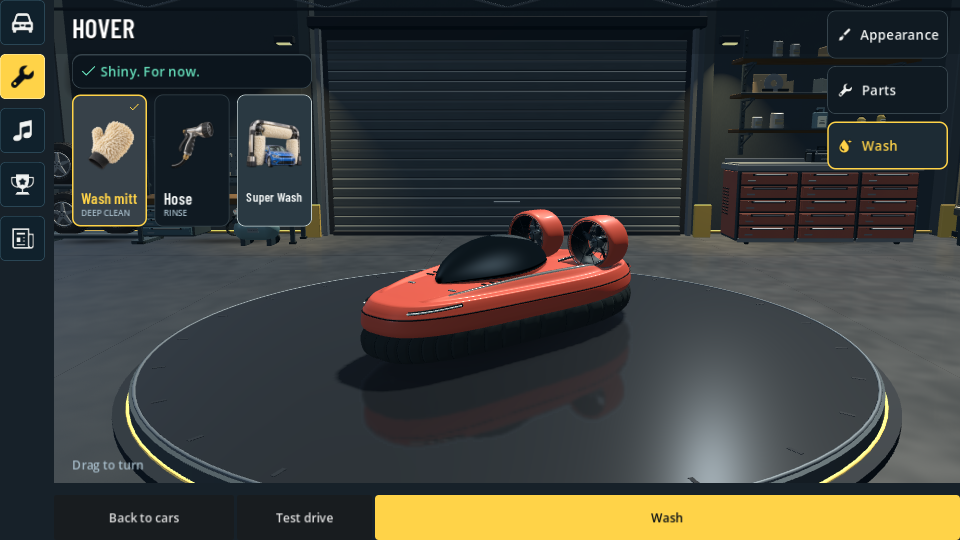 HOVER
Shiny. For now.
Wash mitt
DEEP CLEAN
Hose
RINSE
Super Wash
Appearance
Parts
Wash
Drag to turn
Back to cars
Test drive
Wash